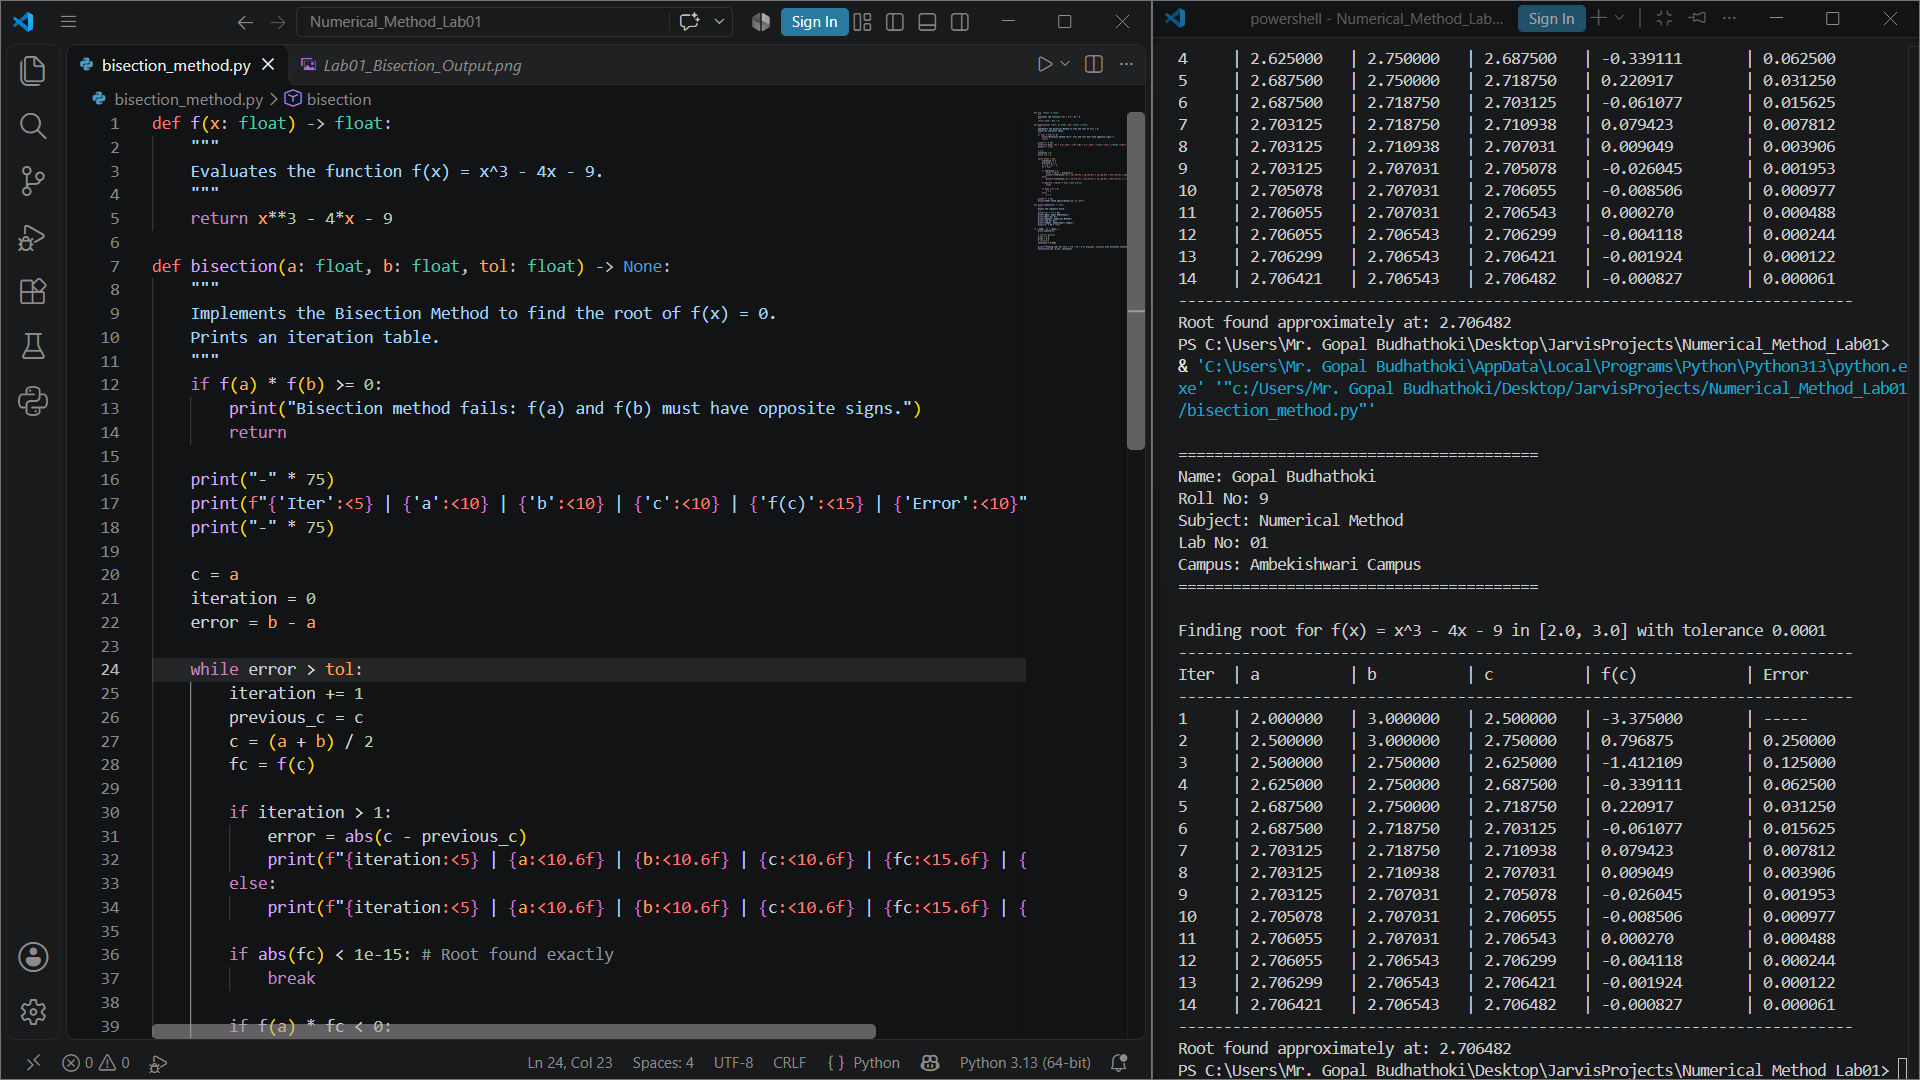 Numerical_Method_Lab01
Sign In
bisection_method.py
Lab01_Bisection_Output.png
bisection_method.py > bisection
1 def f(x: float) -> float:
2     """
3     Evaluates the function f(x) = x^3 - 4x - 9.
4     """
5     return x**3 - 4*x - 9
6
7 def bisection(a: float, b: float, tol: float) -> None:
8     """
9     Implements the Bisection Method to find the root of f(x) = 0.
10     Prints an iteration table.
11     """
12     if f(a) * f(b) >= 0:
13         print("Bisection method fails: f(a) and f(b) must have opposite signs.")
14         return
15
16     print("-" * 75)
17     print(f"{'Iter':<5} | {'a':<10} | {'b':<10} | {'c':<10} | {'f(c)':<15} | {'Error':<10}"
18     print("-" * 75)
19
20     c = a
21     iteration = 0
22     error = b - a
23
24     while error > tol:
25         iteration += 1
26         previous_c = c
27         c = (a + b) / 2
28         fc = f(c)
29
30         if iteration > 1:
31             error = abs(c - previous_c)
32             print(f"{iteration:<5} | {a:<10.6f} | {b:<10.6f} | {c:<10.6f} | {fc:<15.6f} | {
33         else:
34             print(f"{iteration:<5} | {a:<10.6f} | {b:<10.6f} | {c:<10.6f} | {fc:<15.6f} | {
35
36         if abs(fc) < 1e-15: # Root found exactly
37             break
38
39         if f(a) * fc < 0:
0 0
Ln 24, Col 23 Spaces: 4 UTF-8 CRLF { } Python Python 3.13 (64-bit)
powershell - Numerical_Method_Lab... Sign In
4 | 2.625000 | 2.750000 | 2.687500 | -0.339111 | 0.062500
5 | 2.687500 | 2.750000 | 2.718750 | 0.220917 | 0.031250
6 | 2.687500 | 2.718750 | 2.703125 | -0.061077 | 0.015625
7 | 2.703125 | 2.718750 | 2.710938 | 0.079423 | 0.007812
8 | 2.703125 | 2.710938 | 2.707031 | 0.009049 | 0.003906
9 | 2.703125 | 2.707031 | 2.705078 | -0.026045 | 0.001953
10 | 2.705078 | 2.707031 | 2.706055 | -0.008506 | 0.000977
11 | 2.706055 | 2.707031 | 2.706543 | 0.000270 | 0.000488
12 | 2.706055 | 2.706543 | 2.706299 | -0.004118 | 0.000244
13 | 2.706299 | 2.706543 | 2.706421 | -0.001924 | 0.000122
14 | 2.706421 | 2.706543 | 2.706482 | -0.000827 | 0.000061
---------------------------------------------------------------------------
Root found approximately at: 2.706482
PS C:\Users\Mr. Gopal Budhathoki\Desktop\JarvisProjects\Numerical_Method_Lab01>
& 'C:\Users\Mr. Gopal Budhathoki\AppData\Local\Programs\Python\Python313\python.e
xe' '"c:/Users/Mr. Gopal Budhathoki/Desktop/JarvisProjects/Numerical_Method_Lab01
/bisection_method.py"'
========================================
Name: Gopal Budhathoki
Roll No: 9
Subject: Numerical Method
Lab No: 01
Campus: Ambekishwari Campus
========================================
Finding root for f(x) = x^3 - 4x - 9 in [2.0, 3.0] with tolerance 0.0001
---------------------------------------------------------------------------
Iter | a | b | c | f(c) | Error
---------------------------------------------------------------------------
1 | 2.000000 | 3.000000 | 2.500000 | -3.375000 | -----
2 | 2.500000 | 3.000000 | 2.750000 | 0.796875 | 0.250000
3 | 2.500000 | 2.750000 | 2.625000 | -1.412109 | 0.125000
4 | 2.625000 | 2.750000 | 2.687500 | -0.339111 | 0.062500
5 | 2.687500 | 2.750000 | 2.718750 | 0.220917 | 0.031250
6 | 2.687500 | 2.718750 | 2.703125 | -0.061077 | 0.015625
7 | 2.703125 | 2.718750 | 2.710938 | 0.079423 | 0.007812
8 | 2.703125 | 2.710938 | 2.707031 | 0.009049 | 0.003906
9 | 2.703125 | 2.707031 | 2.705078 | -0.026045 | 0.001953
10 | 2.705078 | 2.707031 | 2.706055 | -0.008506 | 0.000977
11 | 2.706055 | 2.707031 | 2.706543 | 0.000270 | 0.000488
12 | 2.706055 | 2.706543 | 2.706299 | -0.004118 | 0.000244
13 | 2.706299 | 2.706543 | 2.706421 | -0.001924 | 0.000122
14 | 2.706421 | 2.706543 | 2.706482 | -0.000827 | 0.000061
---------------------------------------------------------------------------
Root found approximately at: 2.706482
PS C:\Users\Mr. Gopal Budhathoki\Desktop\JarvisProjects\Numerical_Method_Lab01>